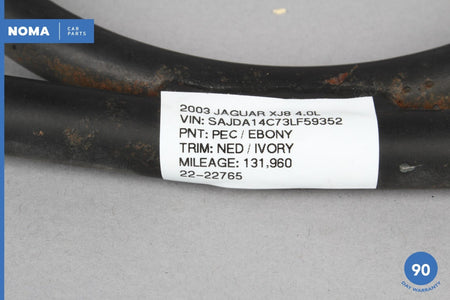 NOMA CAR
PARTS
2003 JAGUAR XJ8 4.0L
VIN: SAJDA14C73LF59352
PNT: PEC / EBONY
TRIM: NED / IVORY
MILEAGE: 131,960
22-22765
90
DAY WARRANTY